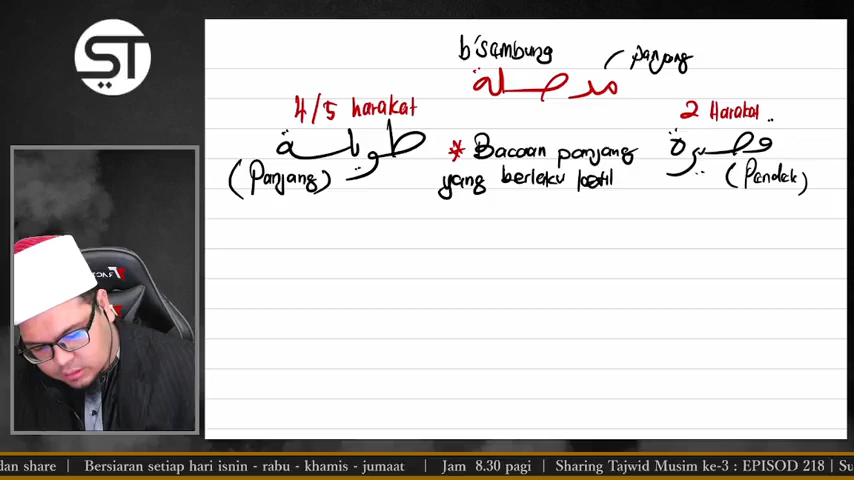 ST
b'sambung
مد صلة
( panjang
4/5 harakat
2 Harakat
طويلة
* Bacaan panjang
قصيرة
(Panjang)
yang berlaku
(Pendek)
dan share | Bersiaran setiap hari isnin - rabu - khamis - jumaat | Jam 8.30 pagi | Sharing Tajwid Musim ke-3 : EPISOD 218 | Su